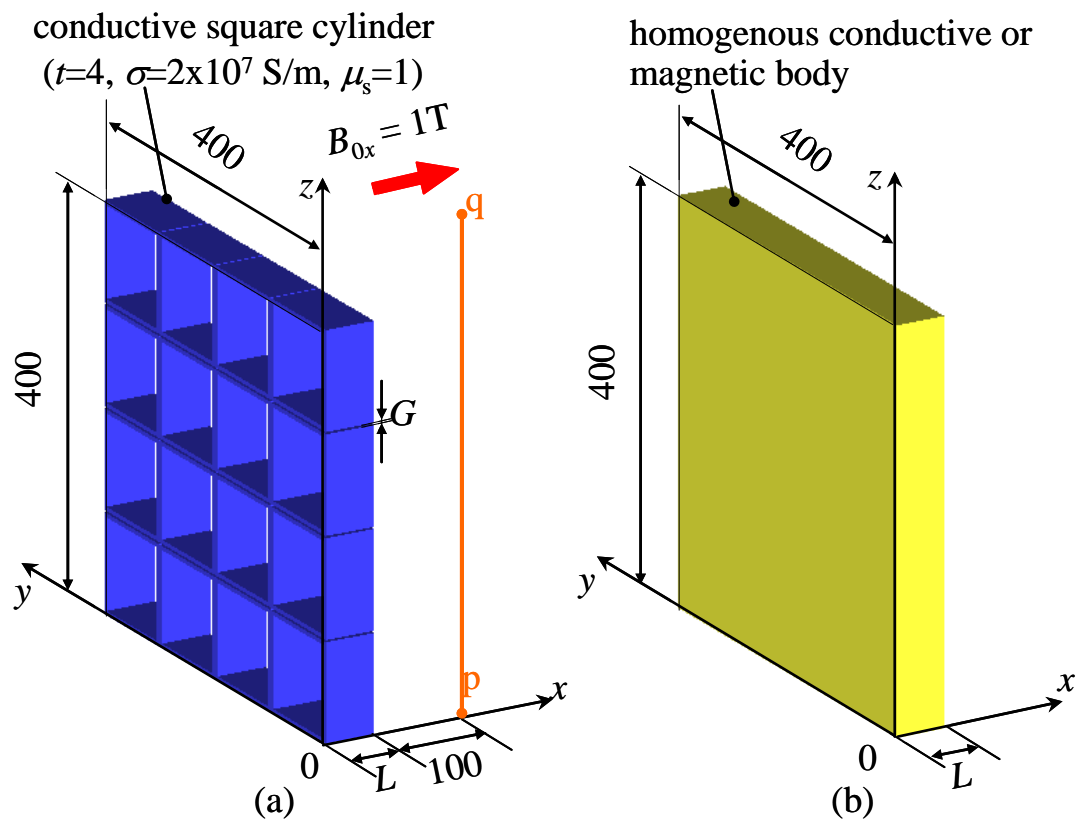 conductive square cylinder
(t=4, σ=2x10⁷ S/m, μₛ=1)
400
B₀ₓ = 1T
z
q
400
G
y
p
x
0
L
100
(a)
homogenous conductive or
magnetic body
400
z
400
y
x
0
L
(b)